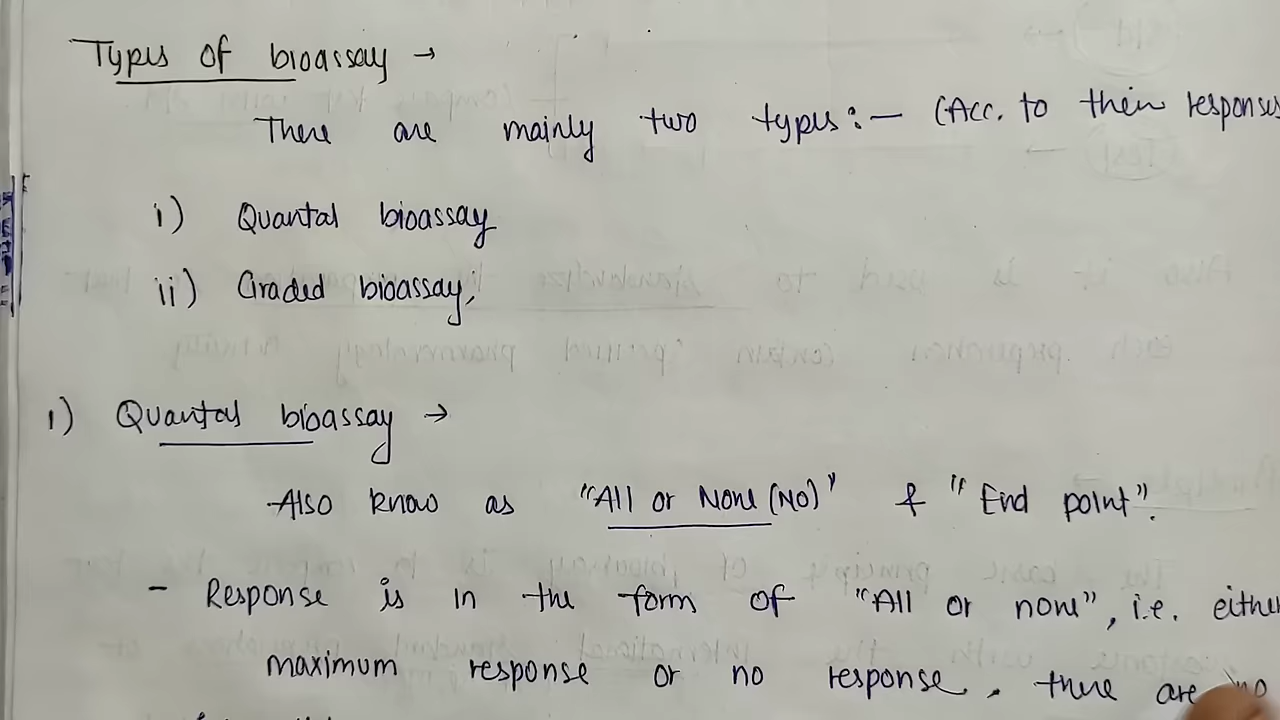 Types of bioassay →
There are mainly two types:— (Acc. to their responses
i) Quantal bioassay
ii) Graded bioassay,
1) Quantal bioassay →
Also know as "All or None (No)" & "End point".
- Response is in the form of "All or none", i.e. either
maximum response or no response. there are no